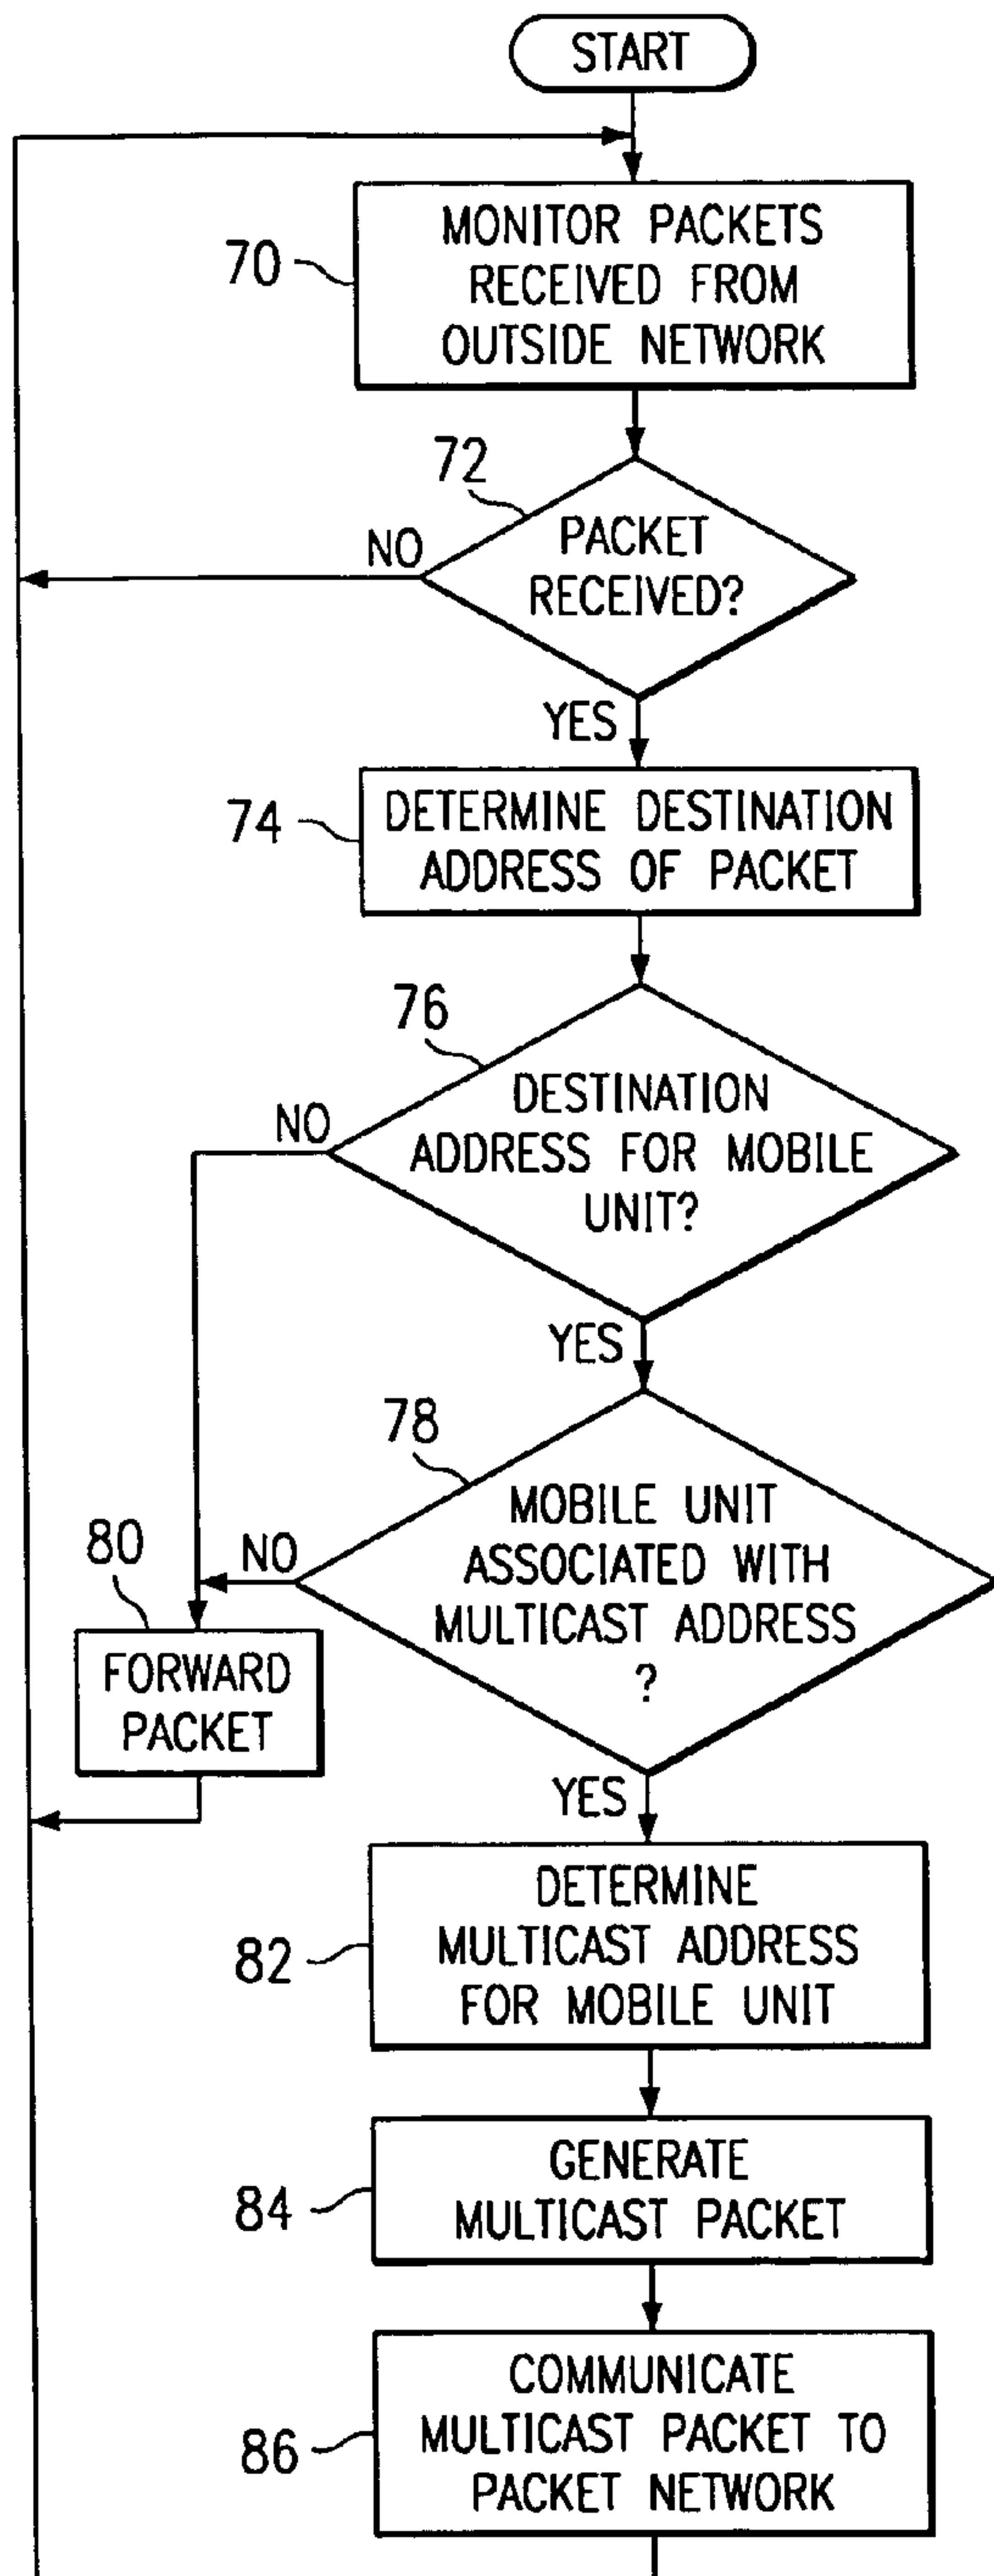 START
MONITOR PACKETS
RECEIVED FROM
OUTSIDE NETWORK
70
72
NO
PACKET
RECEIVED?
YES
74
DETERMINE DESTINATION
ADDRESS OF PACKET
76
NO
DESTINATION
ADDRESS FOR MOBILE
UNIT?
YES
78
NO
MOBILE UNIT
ASSOCIATED WITH
MULTICAST ADDRESS
?
80
FORWARD
PACKET
YES
82
DETERMINE
MULTICAST ADDRESS
FOR MOBILE UNIT
84
GENERATE
MULTICAST PACKET
86
COMMUNICATE
MULTICAST PACKET TO
PACKET NETWORK